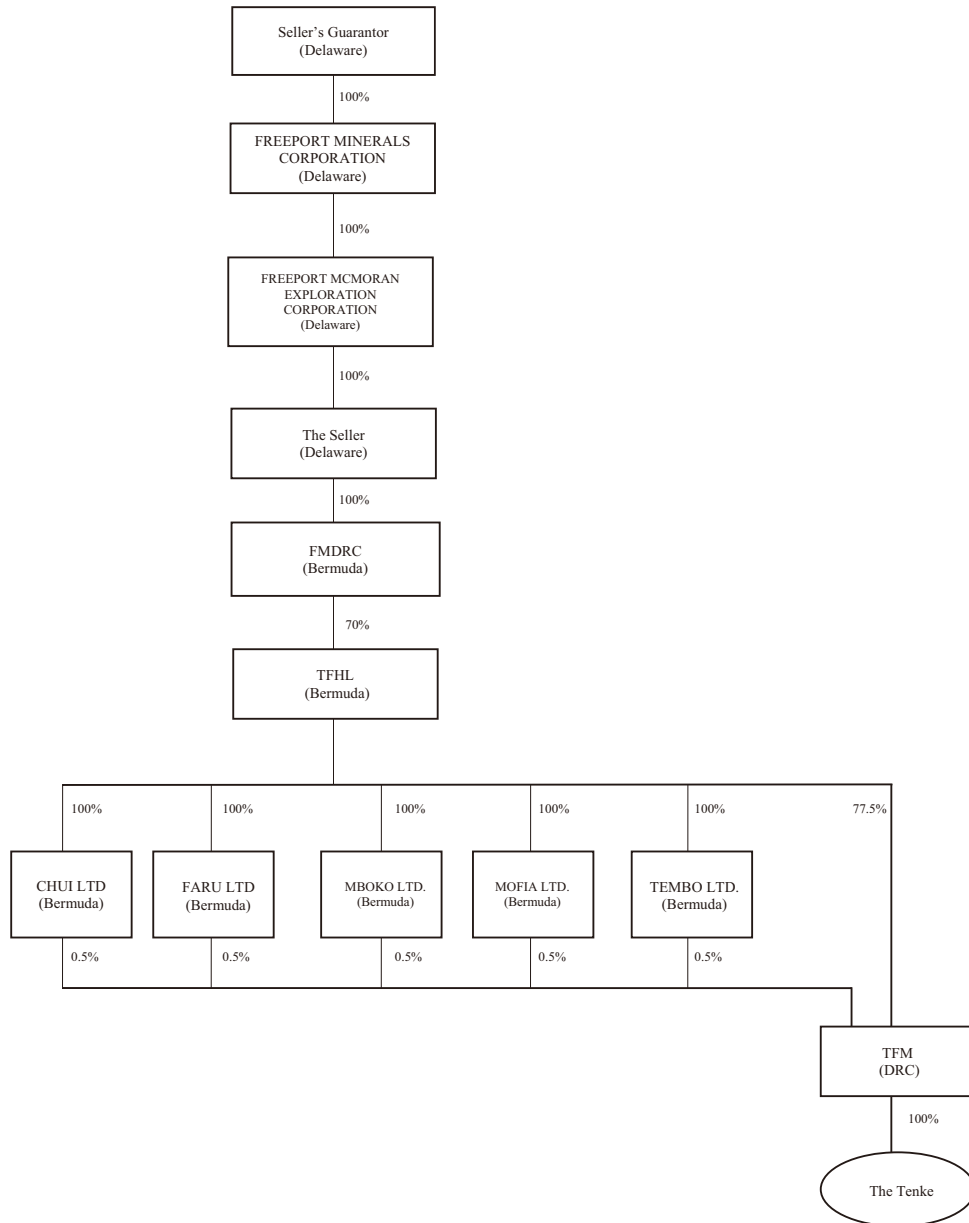 Seller’s Guarantor
(Delaware)
100%
FREEPORT MINERALS
CORPORATION
(Delaware)
100%
FREEPORT MCMORAN
EXPLORATION
CORPORATION
(Delaware)
100%
The Seller
(Delaware)
100%
FMDRC
(Bermuda)
70%
TFHL
(Bermuda)
100%
100%
100%
100%
100%
77.5%
CHUI LTD
(Bermuda)
FARU LTD
(Bermuda)
MBOKO LTD.
(Bermuda)
MOFIA LTD.
(Bermuda)
TEMBO LTD.
(Bermuda)
0.5%
0.5%
0.5%
0.5%
0.5%
TFM
(DRC)
100%
The Tenke